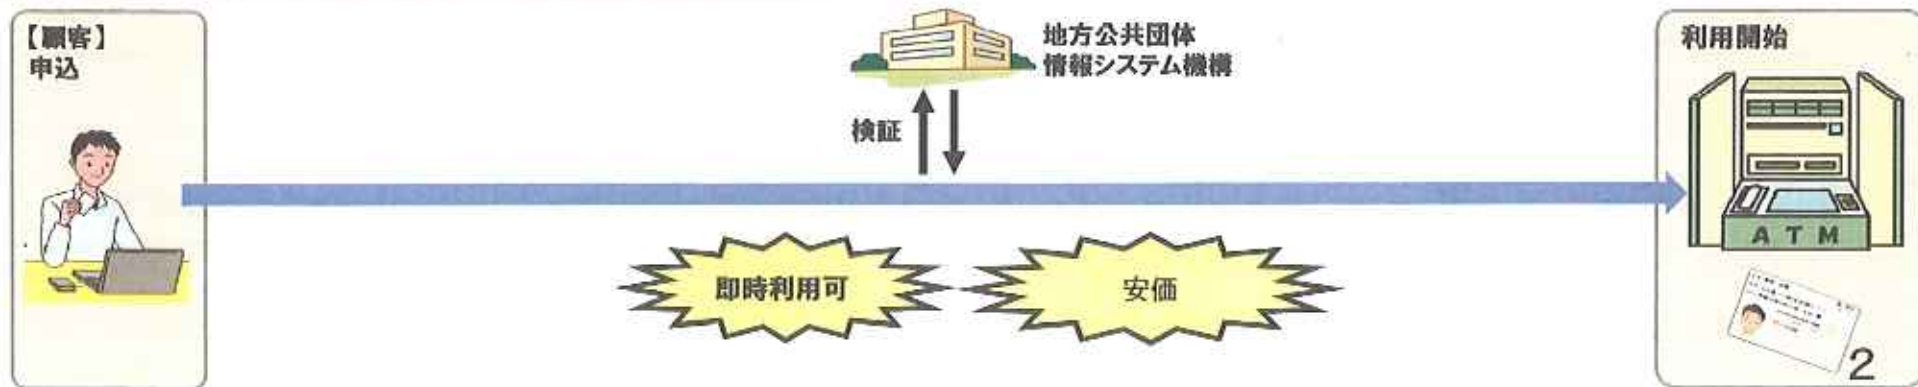 【顧客】
申込
地方公共団体
情報システム機構
検証
即時利用可
安価
利用開始
ATM
2